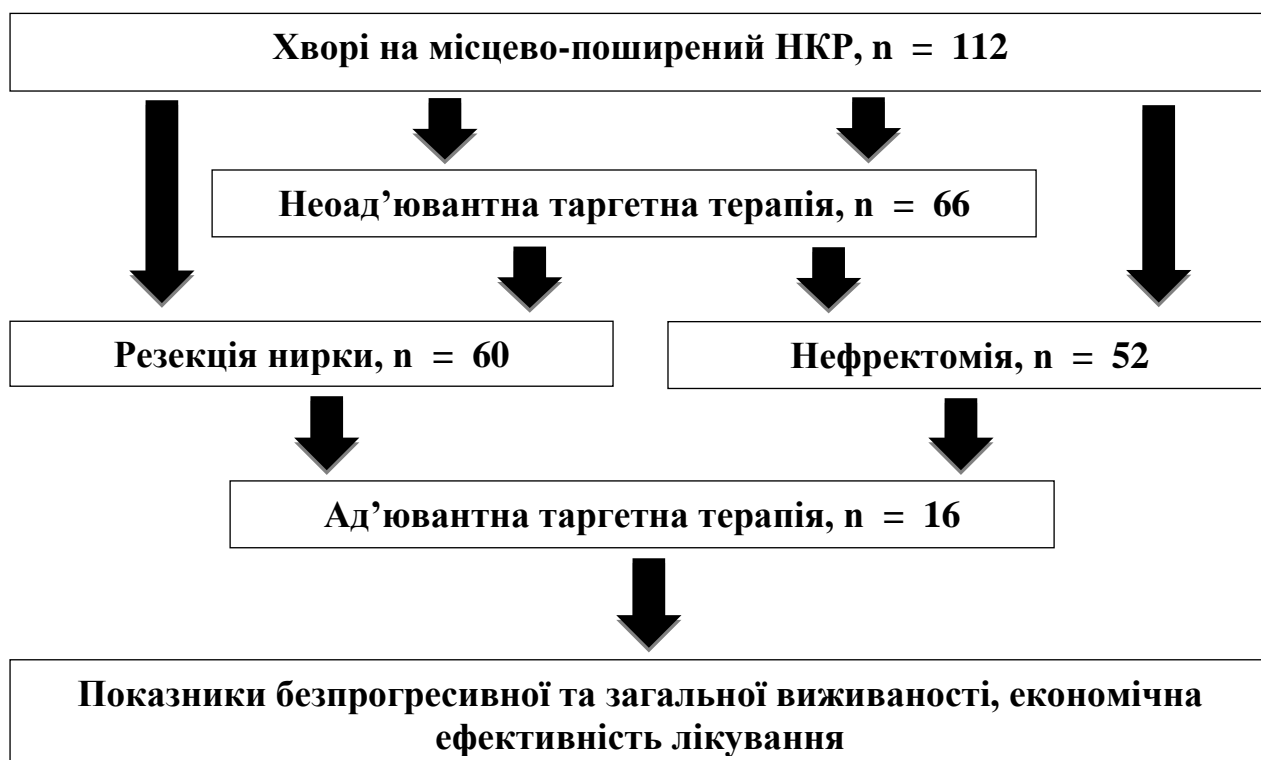 Хворі на місцево-поширений НКР, n = 112
Неоад’ювантна таргетна терапія, n = 66
Резекція нирки, n = 60
Нефректомія, n = 52
Ад’ювантна таргетна терапія, n = 16
Показники безпрогресивної та загальної виживаності, економічна
ефективність лікування